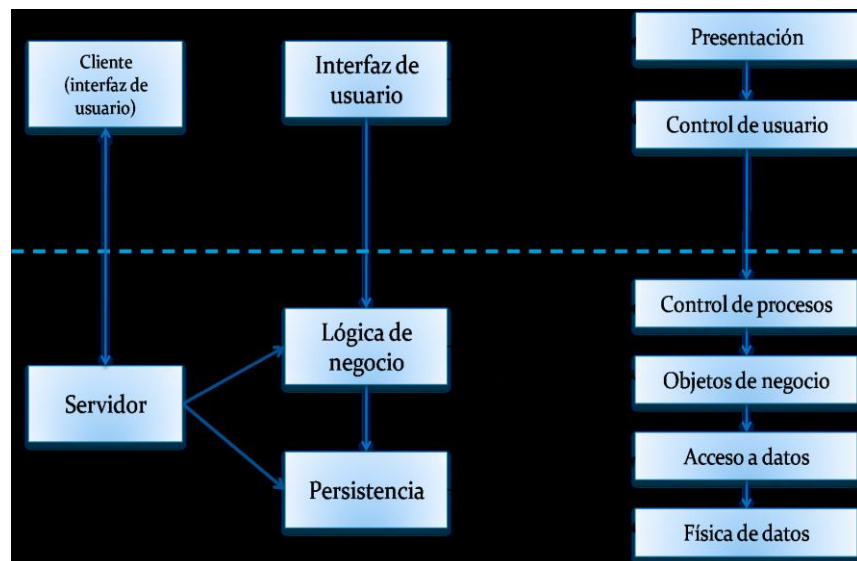 Cliente
(interfaz de
usuario)
Servidor
Interfaz de
usuario
Lógica de
negocio
Persistencia
Presentación
Control de usuario
Control de procesos
Objetos de negocio
Acceso a datos
Física de datos